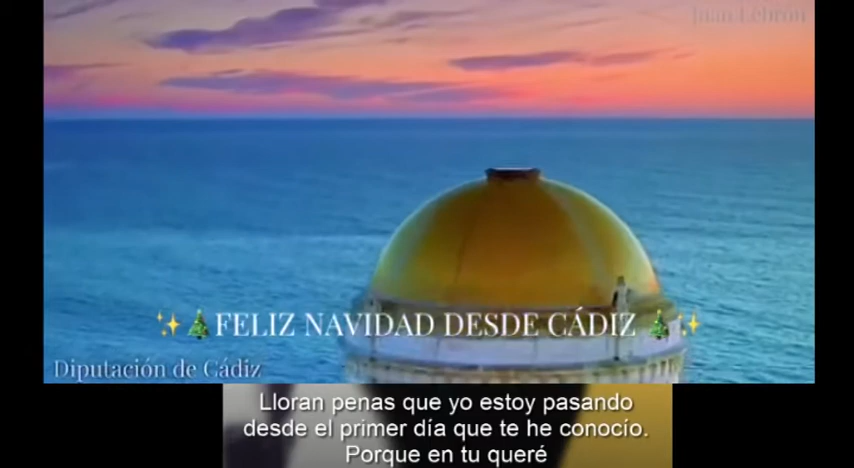 Juan Lebrón
✨🎄FELIZ NAVIDAD DESDE CÁDIZ🎄✨
Diputación de Cádiz
Lloran penas que yo estoy pasando
desde el primer día que te he conocío.
Porque en tu queré